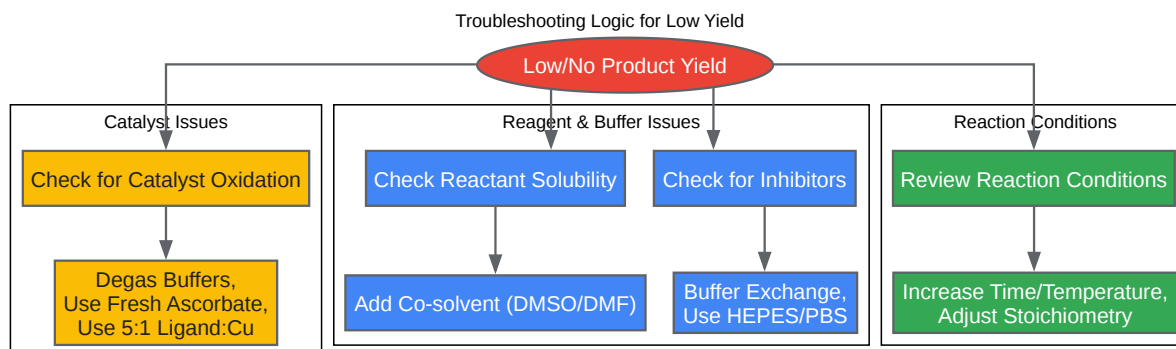 Troubleshooting Logic for Low Yield
Low/No Product Yield
Catalyst Issues
Check for Catalyst Oxidation
Degas Buffers,
Use Fresh Ascorbate,
Use 5:1 Ligand:Cu
Reagent & Buffer Issues
Check Reactant Solubility
Add Co-solvent (DMSO/DMF)
Check for Inhibitors
Buffer Exchange,
Use HEPES/PBS
Reaction Conditions
Review Reaction Conditions
Increase Time/Temperature,
Adjust Stoichiometry